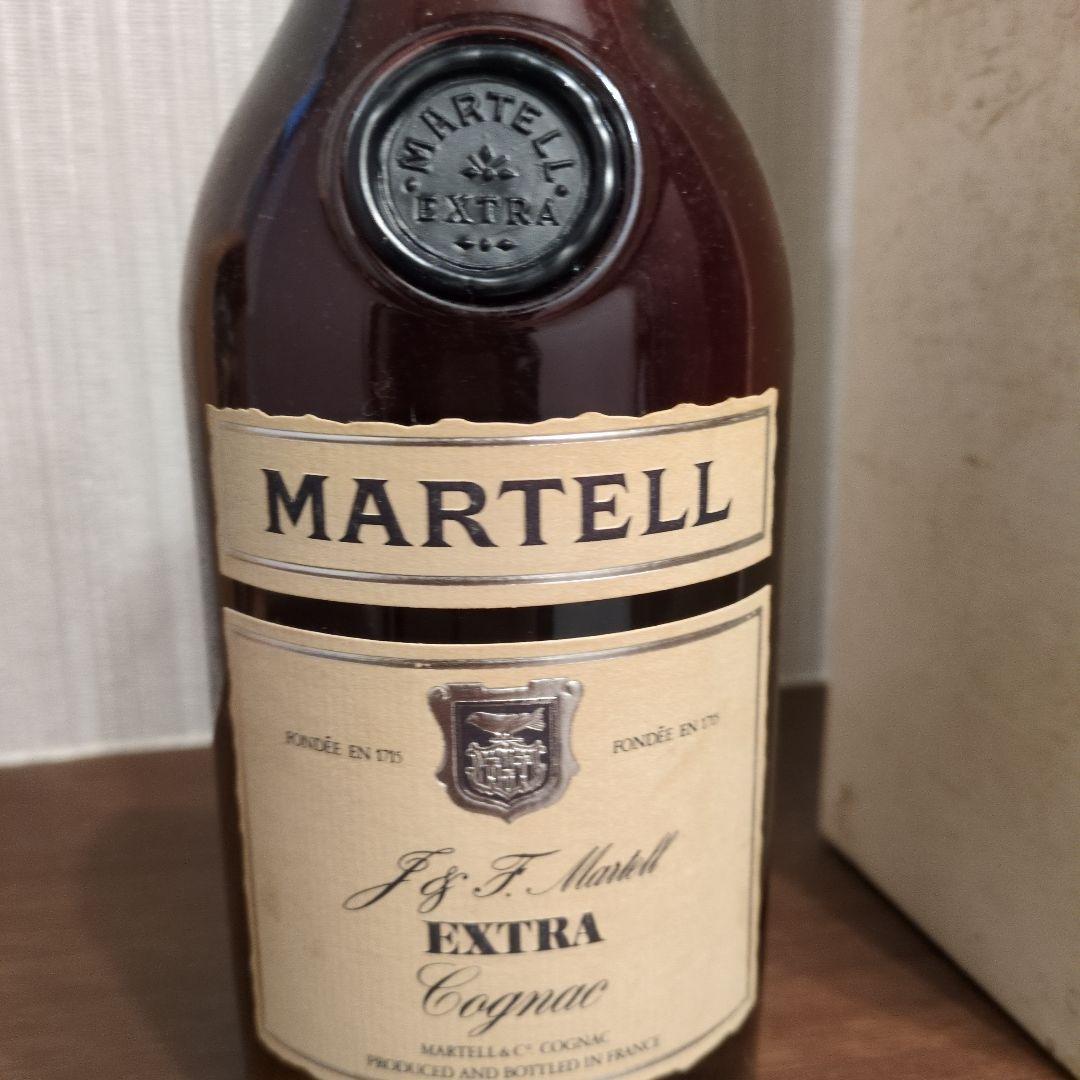 MARTELL
EXTRA
MARTELL
FONDÉE EN 1715
FONDÉE EN 1715
J & F. Martell
EXTRA
Cognac
MARTELL & Cº COGNAC
PRODUCED AND BOTTLED IN FRANCE